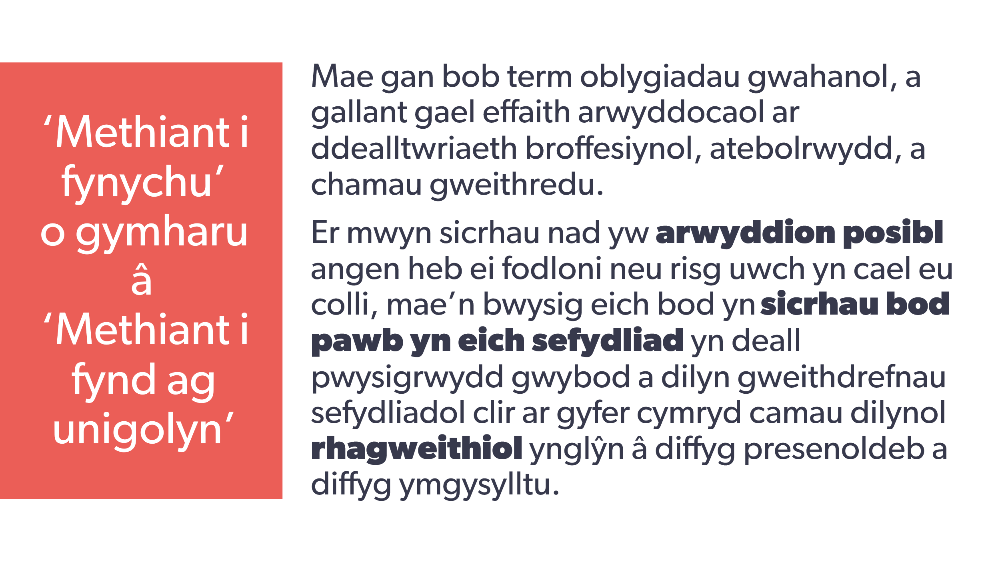 ‘Methiant i
fynychu’
o gymharu
â
‘Methiant i
fynd ag
unigolyn’
Mae gan bob term oblygiadau gwahanol, a
gallant gael effaith arwyddocaol ar
ddealltwriaeth broffesiynol, atebolrwydd, a
chamau gweithredu.
Er mwyn sicrhau nad yw arwyddion posibl
angen heb ei fodloni neu risg uwch yn cael eu
colli, mae’n bwysig eich bod yn sicrhau bod
pawb yn eich sefydliad yn deall
pwysigrwydd gwybod a dilyn gweithdrefnau
sefydliadol clir ar gyfer cymryd camau dilynol
rhagweithiol ynglŷn â diffyg presenoldeb a
diffyg ymgysylltu.